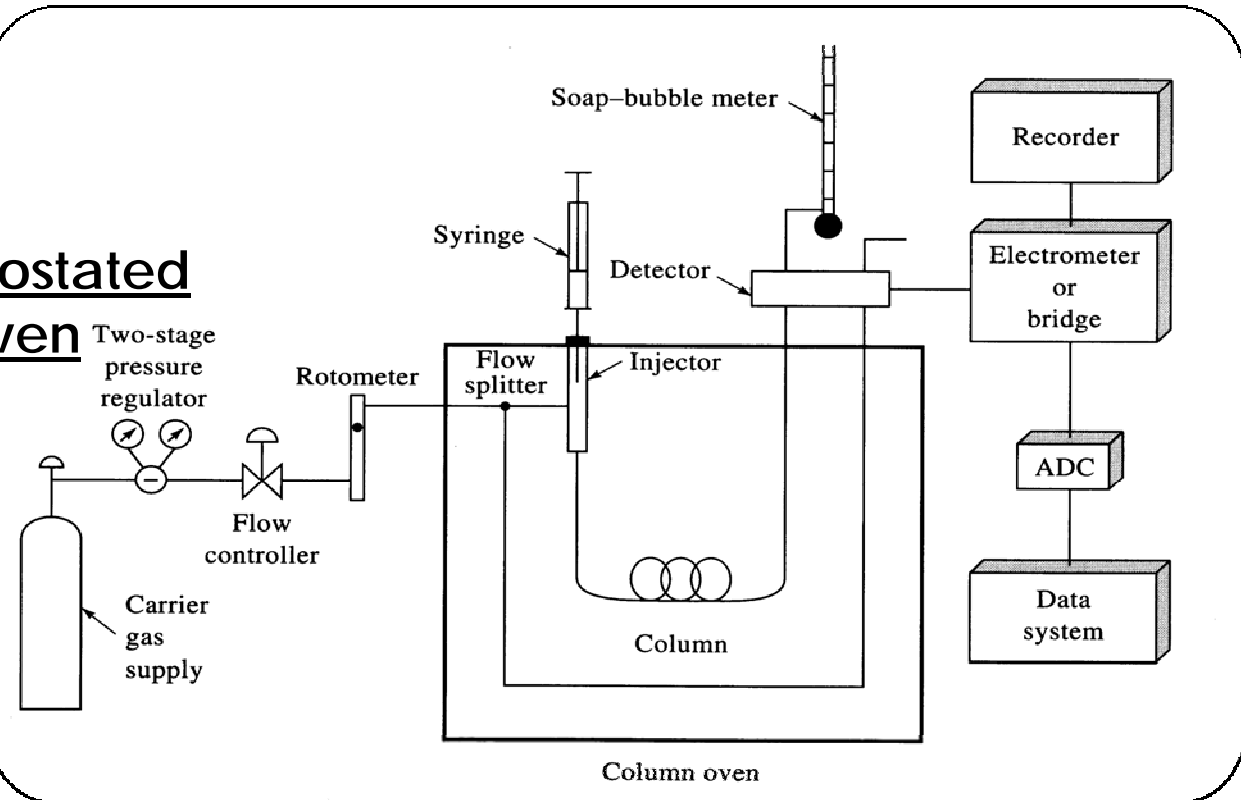 Soap–bubble meter
Recorder
Syringe
Detector
Electrometer
or
bridge
ostated
ven
Two-stage
pressure
regulator
Rotometer
Flow
splitter
Injector
ADC
Flow
controller
Carrier
gas
supply
Column
Data
system
Column oven